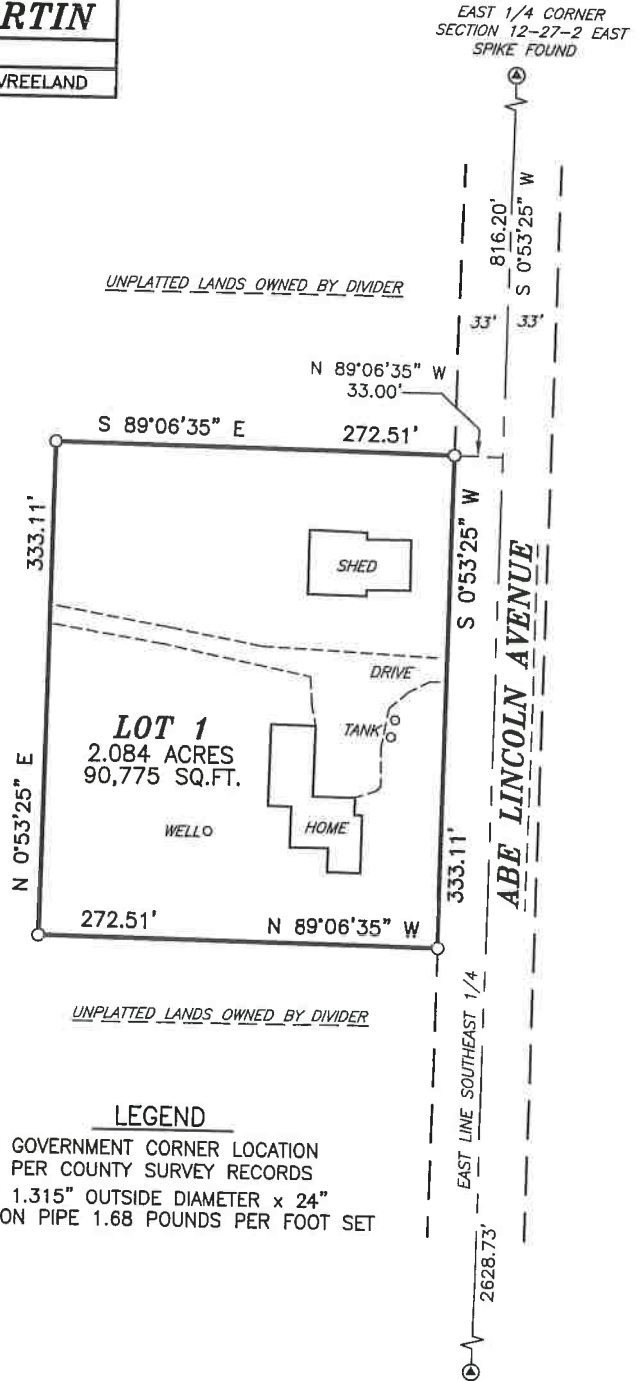 RTIN
VREELAND
EAST 1/4 CORNER
SECTION 12-27-2 EAST
SPIKE FOUND
816.20'
S 0°53'25" W
UNPLATTED LANDS OWNED BY DIVIDER
33' 33'
N 89°06'35" W
33.00'
S 89°06'35" E 272.51'
333.11'
S 0°53'25" W
SHED
DRIVE
ABE LINCOLN AVENUE
LOT 1
2.084 ACRES
90,775 SQ.FT.
TANK
WELL
HOME
N 0°53'25" E
333.11'
272.51' N 89°06'35" W
UNPLATTED LANDS OWNED BY DIVIDER
EAST LINE SOUTHEAST 1/4
LEGEND
GOVERNMENT CORNER LOCATION
PER COUNTY SURVEY RECORDS
1.315" OUTSIDE DIAMETER x 24"
ON PIPE 1.68 POUNDS PER FOOT SET
2628.73'